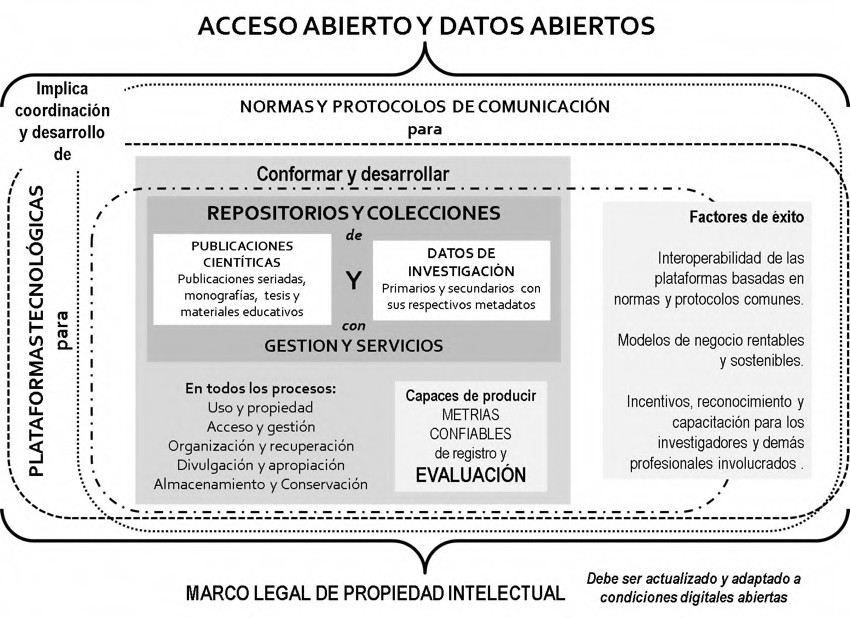 ACCESO ABIERTO Y DATOS ABIERTOS
Implica
coordinación
y desarrollo
de
NORMAS Y PROTOCOLOS DE COMUNICACIÓN
para
PLATAFORMAS TECNOLÓGICAS
para
Conformar y desarrollar
REPOSITORIOS Y COLECCIONES
de
PUBLICACIONES
CIENTÍFICAS
Publicaciones seriadas,
monografías, tesis y
materiales educativos
Y
DATOS DE
INVESTIGACIÓN
Primarios y secundarios con
sus respectivos metadatos
con
GESTION Y SERVICIOS
En todos los procesos:
Uso y propiedad
Acceso y gestión
Organización y recuperación
Divulgación y apropiación
Almacenamiento y Conservación
Capaces de producir
METRIAS
CONFIABLES
de registro y
EVALUACIÓN
Factores de éxito
Interoperabilidad de las
plataformas basadas en
normas y protocolos comunes.
Modelos de negocio rentables
y sostenibles.
Incentivos, reconocimiento y
capacitación para los
investigadores y demás
profesionales involucrados .
MARCO LEGAL DE PROPIEDAD INTELECTUAL
Debe ser actualizado y adaptado a
condiciones digitales abiertas